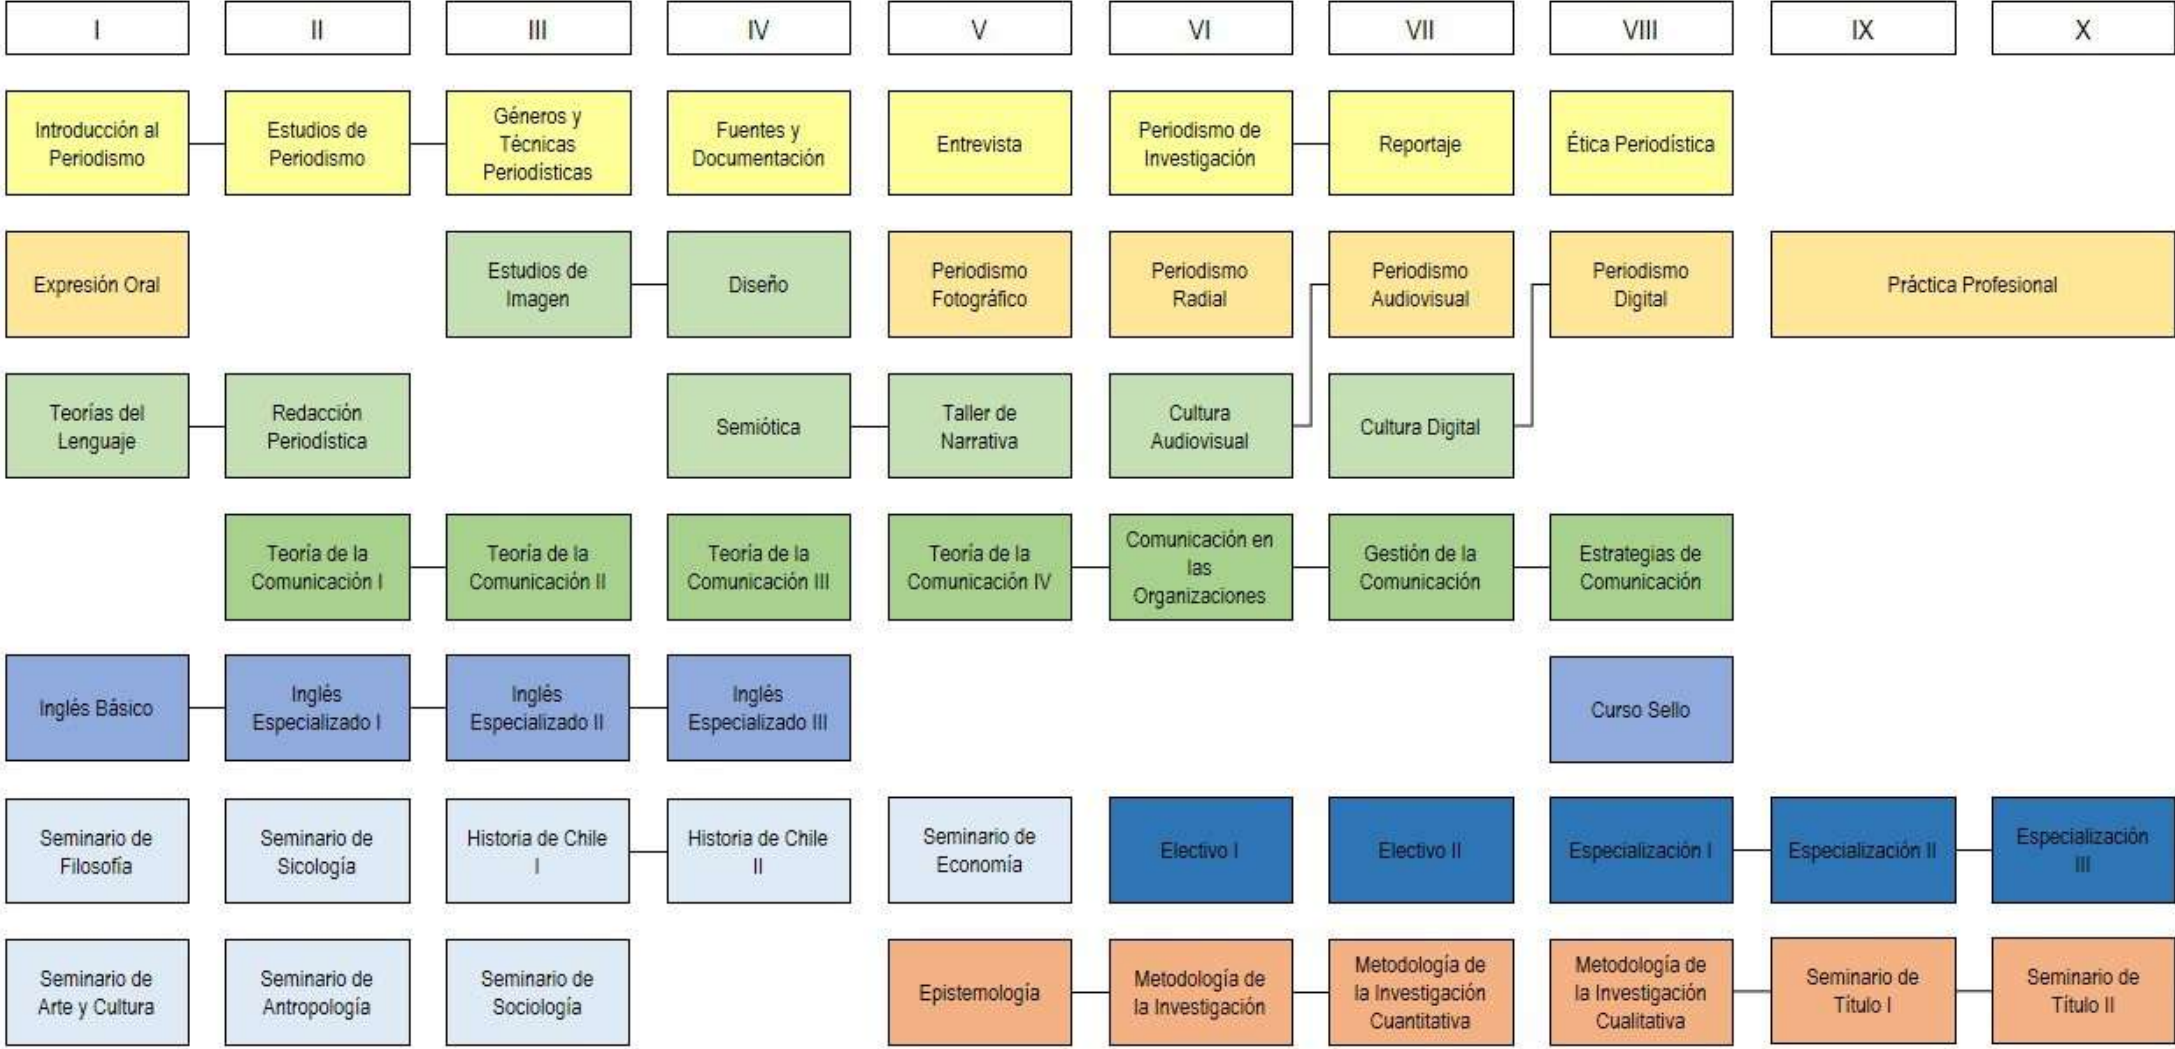 I
II
III
IV
V
VI
VII
VIII
IX
X
Introducción al
Periodismo
Estudios de
Periodismo
Géneros y
Técnicas
Periodísticas
Fuentes y
Documentación
Entrevista
Periodismo de
Investigación
Reportaje
Ética Periodística
Expresión Oral
Estudios de
Imagen
Diseño
Periodismo
Fotográfico
Periodismo
Radial
Periodismo
Audiovisual
Periodismo
Digital
Práctica Profesional
Teorías del
Lenguaje
Redacción
Periodística
Semiótica
Taller de
Narrativa
Cultura
Audiovisual
Cultura Digital
Teoría de la
Comunicación I
Teoría de la
Comunicación II
Teoría de la
Comunicación III
Teoría de la
Comunicación IV
Comunicación en
las
Organizaciones
Gestión de la
Comunicación
Estrategias de
Comunicación
Inglés Básico
Inglés
Especializado I
Inglés
Especializado II
Inglés
Especializado III
Curso Sello
Seminario de
Filosofía
Seminario de
Sicología
Historia de Chile
I
Historia de Chile
II
Seminario de
Economía
Electivo I
Electivo II
Especialización I
Especialización II
Especialización
III
Seminario de
Arte y Cultura
Seminario de
Antropología
Seminario de
Sociología
Epistemología
Metodología de
la Investigación
Metodología de
la Investigación
Cuantitativa
Metodología de
la Investigación
Cualitativa
Seminario de
Título I
Seminario de
Título II